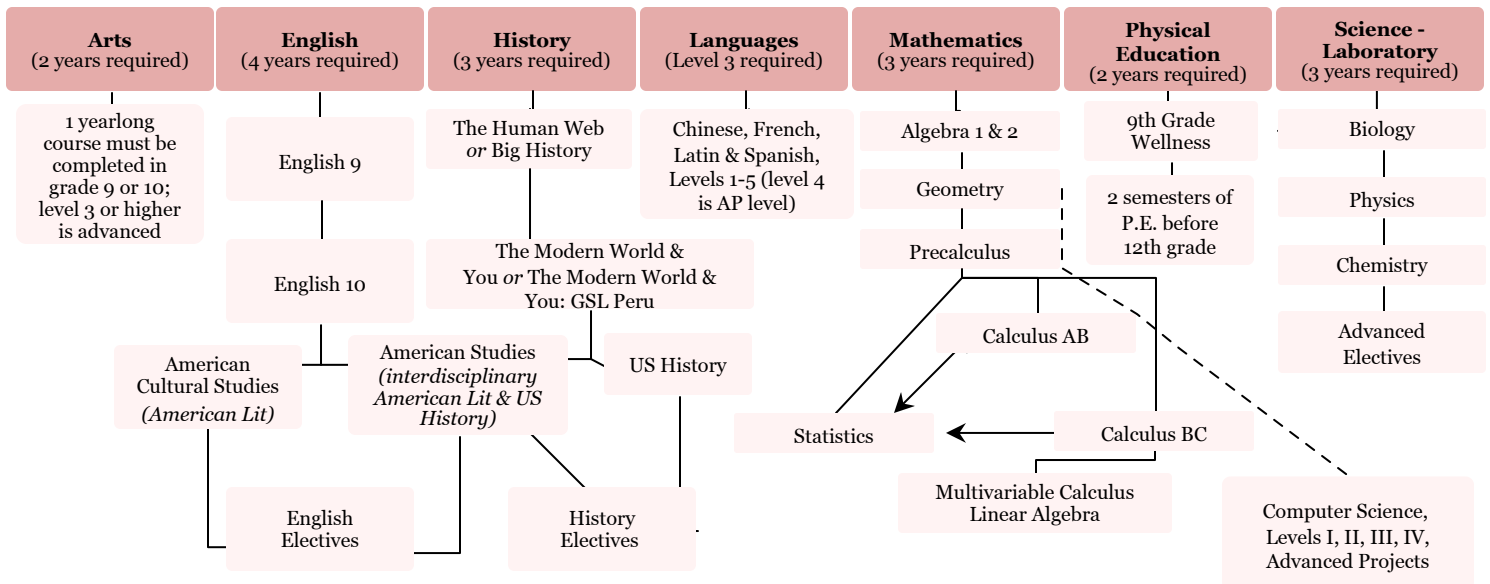 Arts
(2 years required)
English
(4 years required)
History
(3 years required)
Languages
(Level 3 required)
Mathematics
(3 years required)
Physical
Education
(2 years required)
Science -
Laboratory
(3 years required)
1 yearlong
course must be
completed in
grade 9 or 10;
level 3 or higher
is advanced
English 9
English 10
The Human Web
or Big History
The Modern World &
You or The Modern World &
You: GSL Peru
American
Cultural Studies
(American Lit)
American Studies
(interdisciplinary
American Lit & US
History)
US History
English
Electives
History
Electives
Chinese, French,
Latin & Spanish,
Levels 1-5 (level 4
is AP level)
Algebra 1 & 2
Geometry
Precalculus
Calculus AB
Statistics
Calculus BC
Multivariable Calculus
Linear Algebra
9th Grade
Wellness
2 semesters of
P.E. before
12th grade
Biology
Physics
Chemistry
Advanced
Electives
Computer Science,
Levels I, II, III, IV,
Advanced Projects